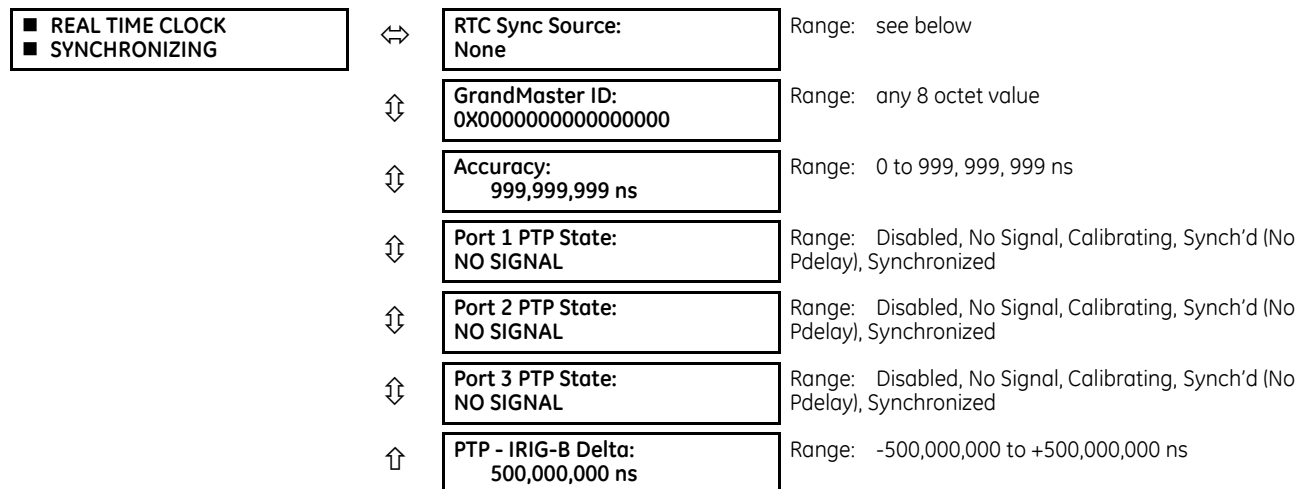 ■ REAL TIME CLOCK
■ SYNCHRONIZING
RTC Sync Source:
None
Range: see below
GrandMaster ID:
0X0000000000000000
Range: any 8 octet value
Accuracy:
999,999,999 ns
Range: 0 to 999, 999, 999 ns
Port 1 PTP State:
NO SIGNAL
Range: Disabled, No Signal, Calibrating, Synch’d (No
Pdelay), Synchronized
Port 2 PTP State:
NO SIGNAL
Range: Disabled, No Signal, Calibrating, Synch’d (No
Pdelay), Synchronized
Port 3 PTP State:
NO SIGNAL
Range: Disabled, No Signal, Calibrating, Synch’d (No
Pdelay), Synchronized
PTP - IRIG-B Delta:
500,000,000 ns
Range: -500,000,000 to +500,000,000 ns